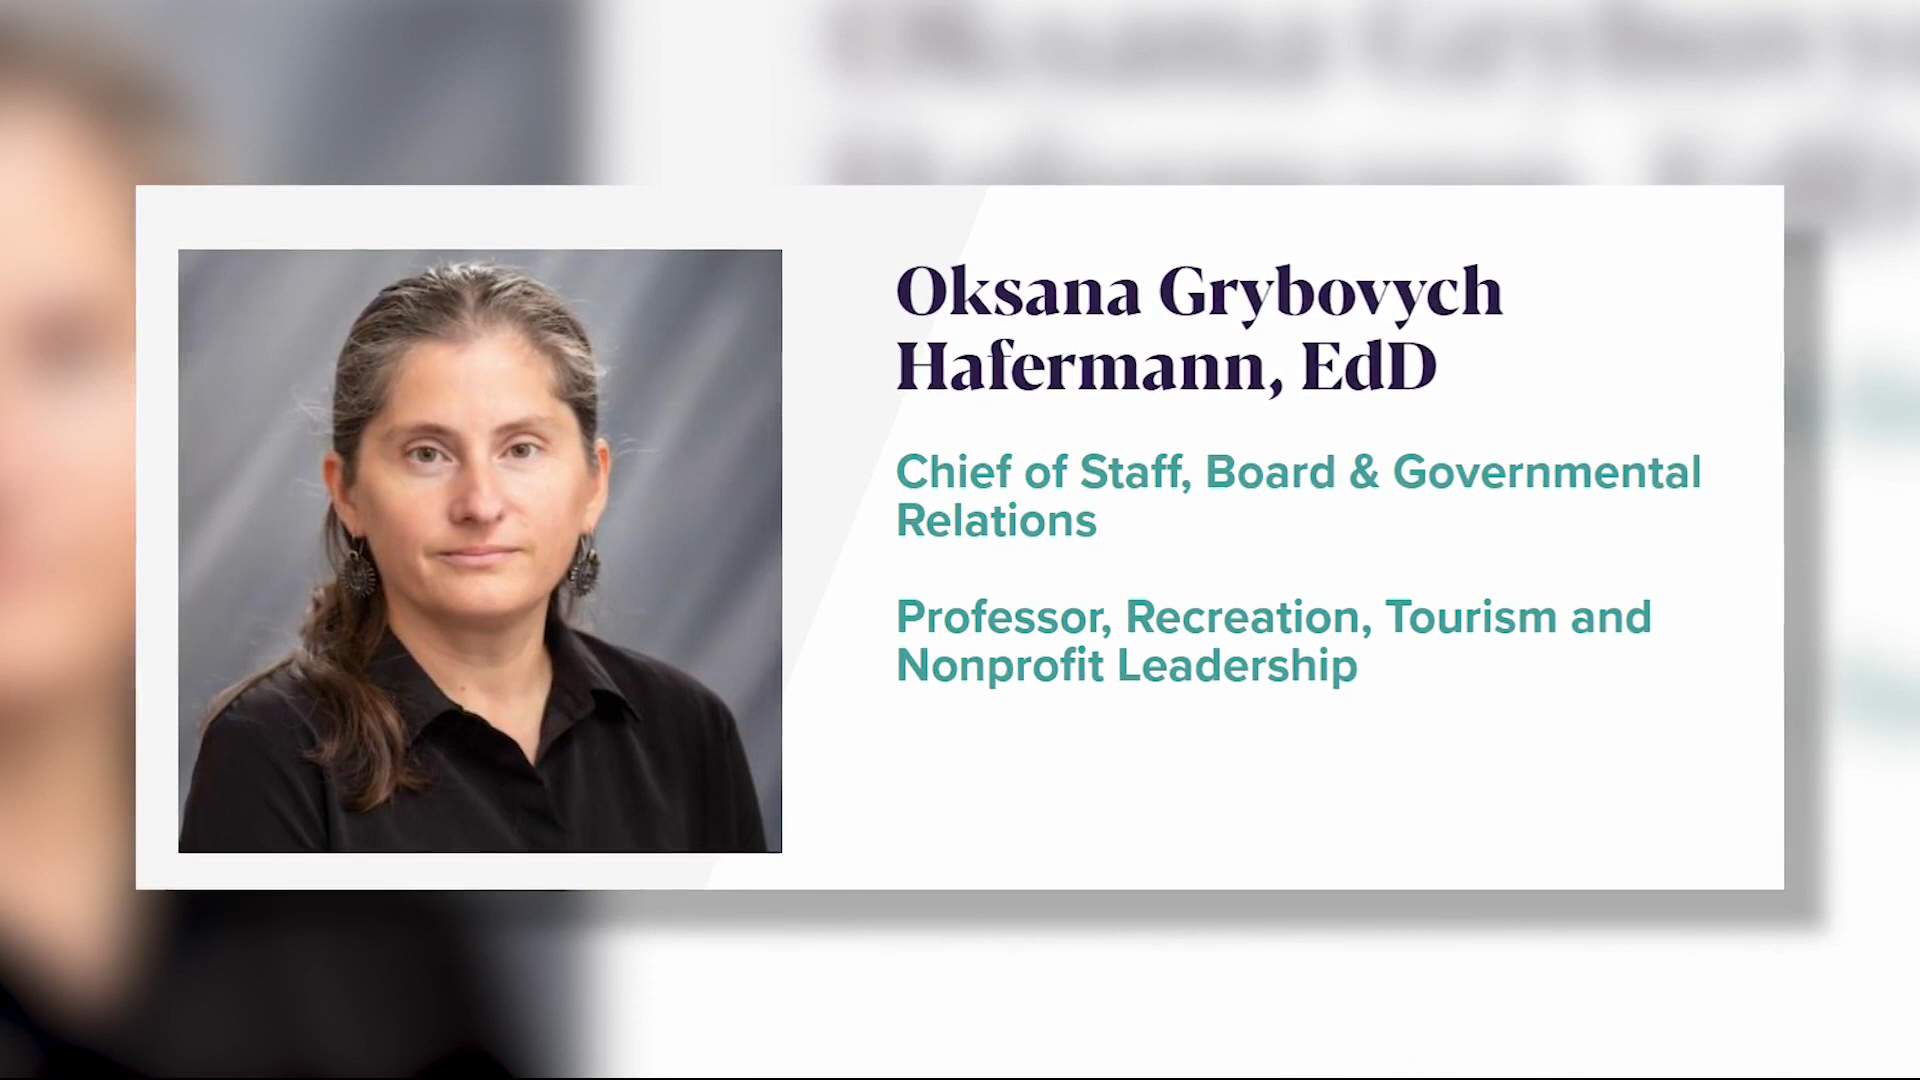 Oksana Grybovych
Hafermann, EdD
Chief of Staff, Board & Governmental
Relations
Professor, Recreation, Tourism and
Nonprofit Leadership